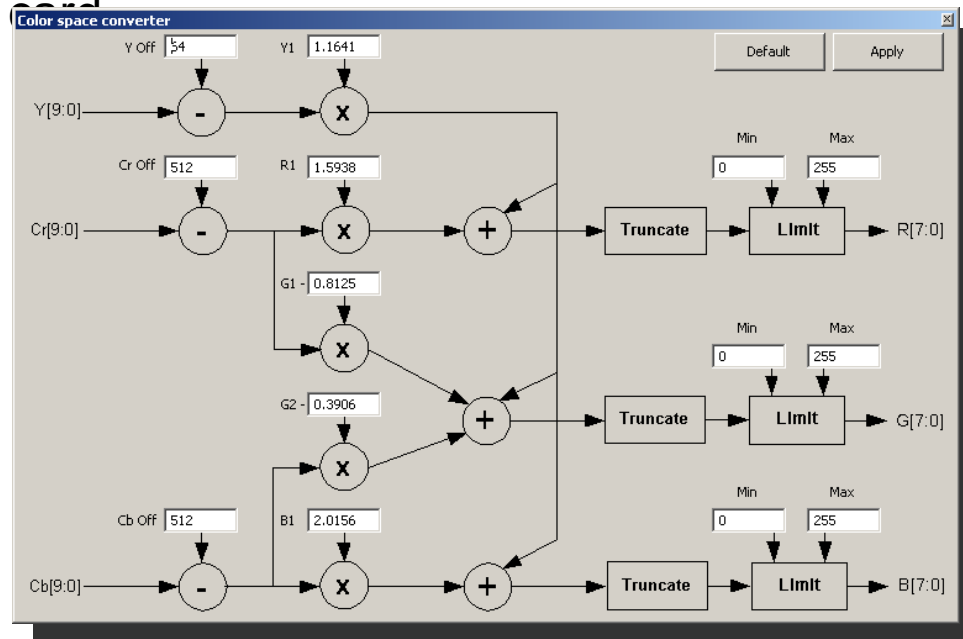 card
Color space converter
Y Off 54 Y1 1.1641 Default Apply
Y[9:0] - x
Min Max
Cr Off 512 R1 1.5938 0 255
Cr[9:0] - x + Truncate Limit R[7:0]
G1 - 0.8125
x
Min Max
0 255
G2 - 0.3906
+ Truncate Limit G[7:0]
x
Min Max
Cb Off 512 B1 2.0156 0 255
Cb[9:0] - x + Truncate Limit B[7:0]